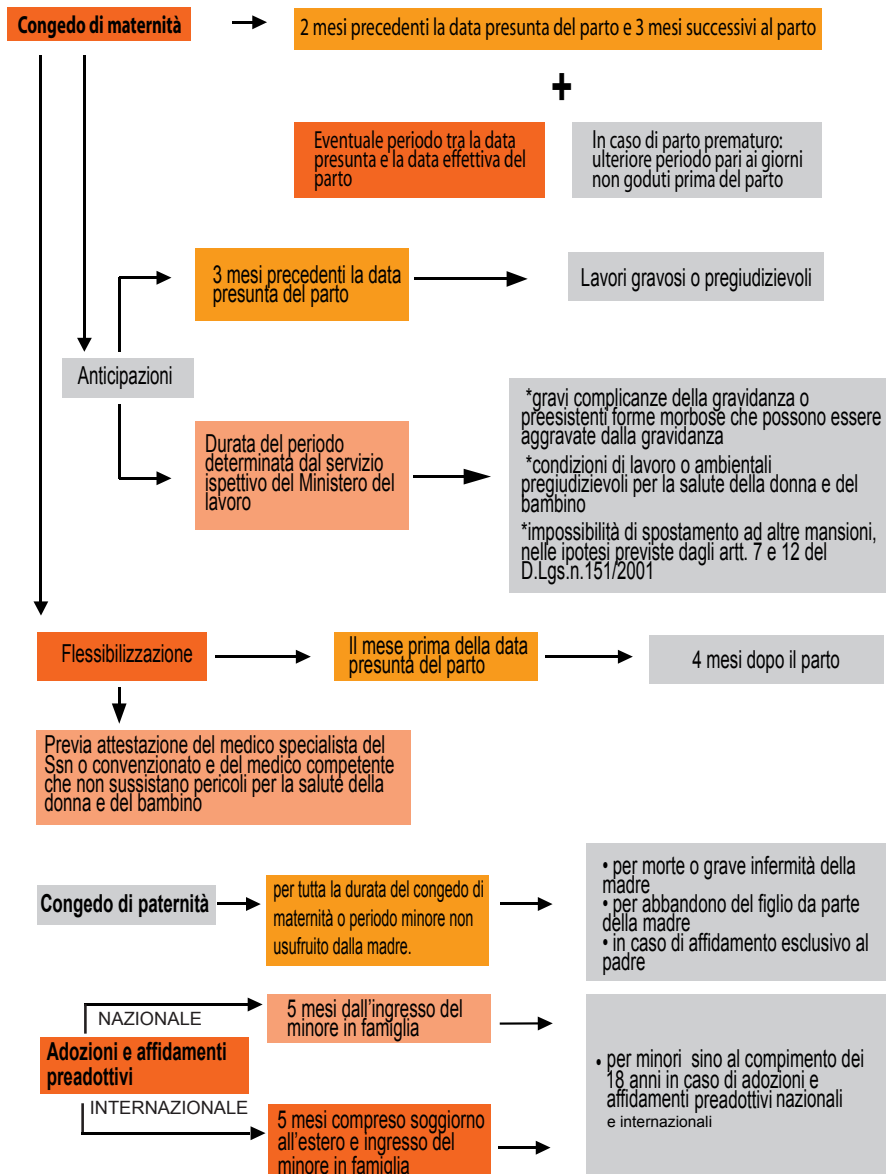 Congedo di maternità
2 mesi precedenti la data presunta del parto e 3 mesi successivi al parto
+
Eventuale periodo tra la data
presunta e la data effettiva del
parto
In caso di parto prematuro:
ulteriore periodo pari ai giorni
non goduti prima del parto
3 mesi precedenti la data
presunta del parto
Lavori gravosi o pregiudizievoli
Anticipazioni
Durata del periodo
determinata dal servizio
ispettivo del Ministero del
lavoro
*gravi complicanze della gravidanza o
preesistenti forme morbose che possono essere
aggravate dalla gravidanza
*condizioni di lavoro o ambientali
pregiudizievoli per la salute della donna e del
bambino
*impossibilità di spostamento ad altre mansioni,
nelle ipotesi previste dagli artt. 7 e 12 del
D.Lgs.n.151/2001
Flessibilizzazione
Il mese prima della data
presunta del parto
4 mesi dopo il parto
Previa attestazione del medico specialista del
Ssn o convenzionato e del medico competente
che non sussistano pericoli per la salute della
donna e del bambino
Congedo di paternità
per tutta la durata del congedo di
maternità o periodo minore non
usufruito dalla madre.
• per morte o grave infermità della
madre
• per abbandono del figlio da parte
della madre
• in caso di affidamento esclusivo al
padre
NAZIONALE
5 mesi dall'ingresso del
minore in famiglia
Adozioni e affidamenti
preadottivi
INTERNAZIONALE
5 mesi compreso soggiorno
all'estero e ingresso del
minore in famiglia
• per minori sino al compimento dei
18 anni in caso di adozioni e
affidamenti preadottivi nazionali
e internazionali